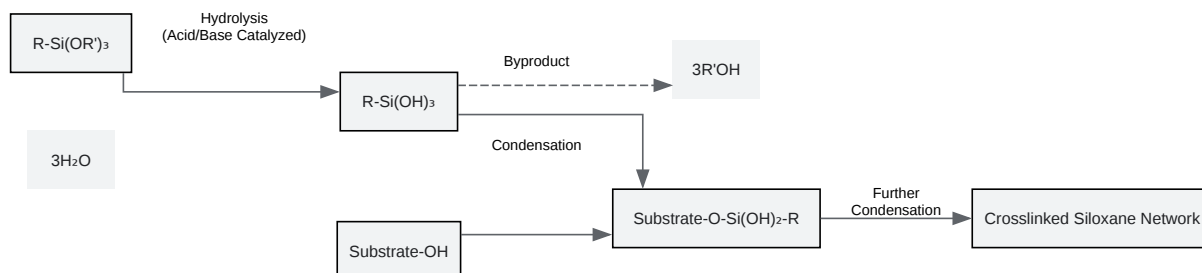 Hydrolysis
(Acid/Base Catalyzed)
R-Si(OR')₃
Byproduct
3R'OH
R-Si(OH)₃
Condensation
3H₂O
Further
Condensation
Substrate-O-Si(OH)₂-R
Crosslinked Siloxane Network
Substrate-OH